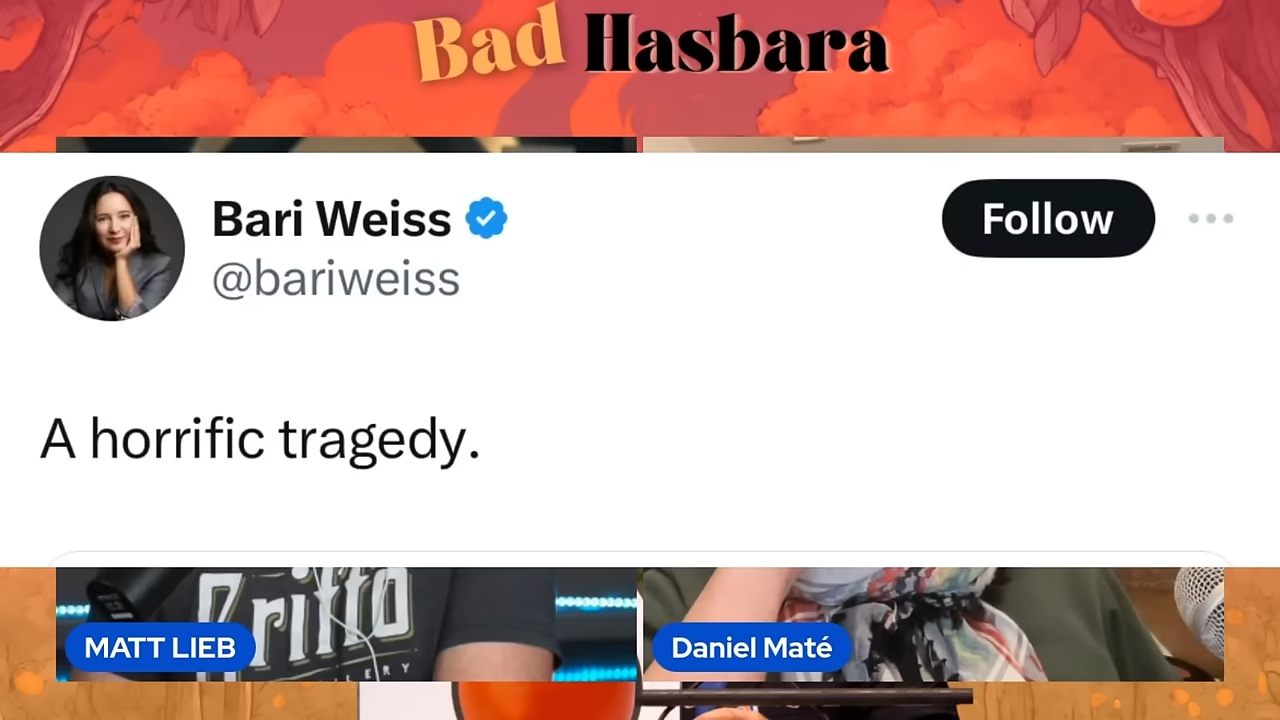 Bad Hasbara
Bari Weiss
@bariweiss
Follow
A horrific tragedy.
MATT LIEB
Daniel Maté